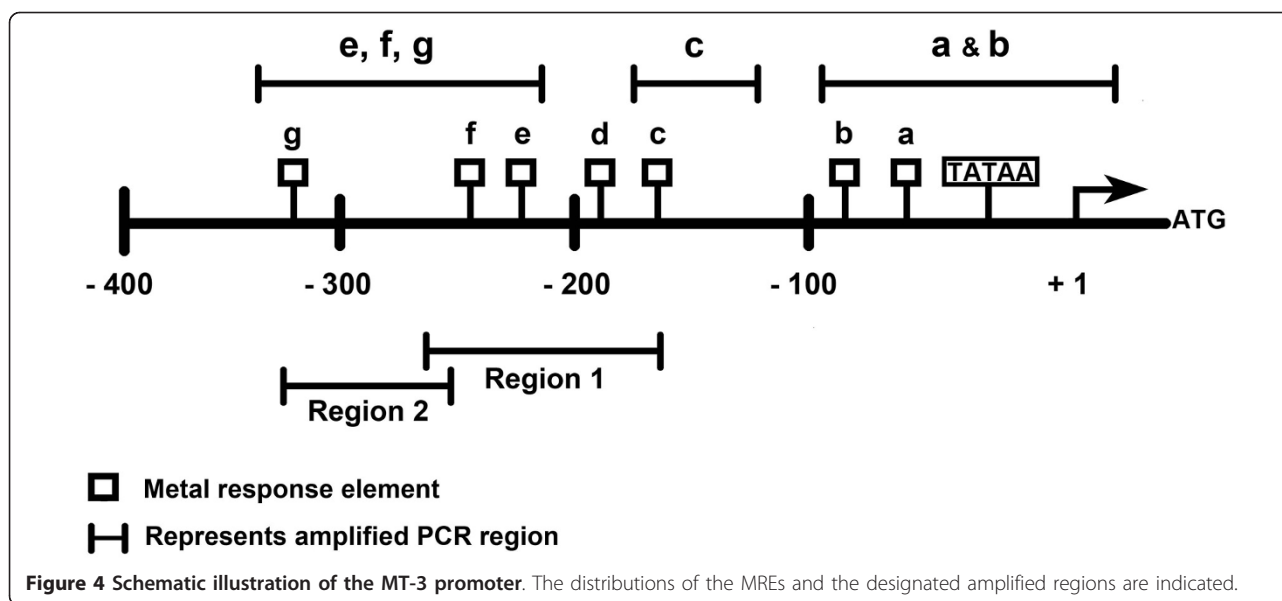 e, f, g c a & b
g f e d c b a TATAA
ATG
- 400 - 300 - 200 - 100 + 1
Region 1
Region 2
Metal response element
Represents amplified PCR region
Figure 4 Schematic illustration of the MT-3 promoter. The distributions of the MREs and the designated amplified regions are indicated.